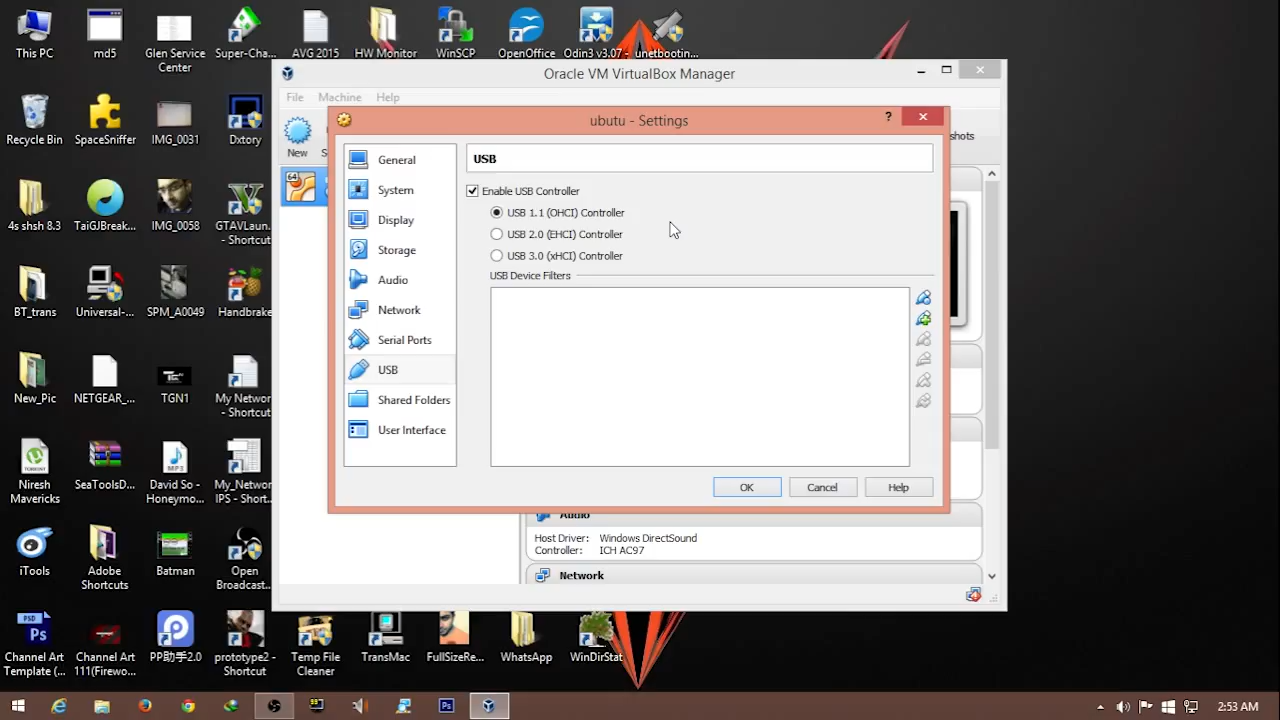 This PC
md5
Glen Service
Center
Super-Cha...
AVG 2015
HW Monitor
WinSCP
OpenOffice
Odin3 v3.07 -
unetbootin...
Recycle Bin
SpaceSniffer
IMG_0031
Dxtory
4s shsh 8.3
TaiGJBreak...
IMG_0058
GTAVLaun...
- Shortcut
BT_trans
Universal-...
SPM_A0049
Handbrake
New_Pic
NETGEAR_...
TGN1
My Network
- Shortcut
Niresh
Mavericks
SeaToolsD...
David So -
Honeymo...
My_Network
IPS - Short...
iTools
Adobe
Shortcuts
Batman
Open
Broadcast...
Channel Art
Template (...
Channel Art
111(Firewo...
PP助手2.0
prototype2 -
Shortcut
Temp File
Cleaner
TransMac
FullSizeRe...
WhatsApp
WinDirStat
Oracle VM VirtualBox Manager
File Machine Help
New
shots
ubutu - Settings
?
General
System
Display
Storage
Audio
Network
Serial Ports
USB
Shared Folders
User Interface
USB
Enable USB Controller
USB 1.1 (OHCI) Controller
USB 2.0 (EHCI) Controller
USB 3.0 (xHCI) Controller
USB Device Filters
OK Cancel Help
Audio
Host Driver: Windows DirectSound
Controller: ICH AC97
Network
2:53 AM